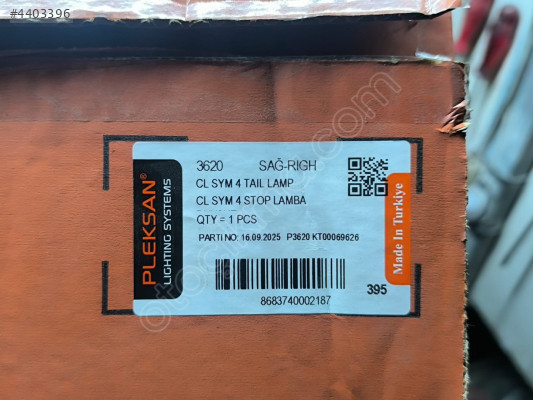 #4403396
3620 SAĞ-RIGH
CL SYM 4 TAIL LAMP
CL SYM 4 STOP LAMBA
QTY = 1 PCS
PARTI NO: 16.09.2025 P3620 KT00069626
8683740002187
395
PLEKSAN®
LIGHTING SYSTEMS
Made In Turkiye